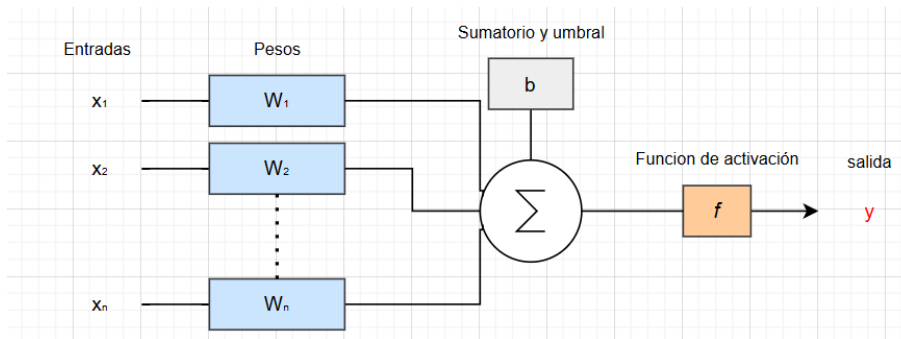 Sumatorio y umbral
Entradas
Pesos
b
x₁
W₁
x₂
W₂
Funcion de activación
salida
Σ
f
y
xₙ
Wₙ